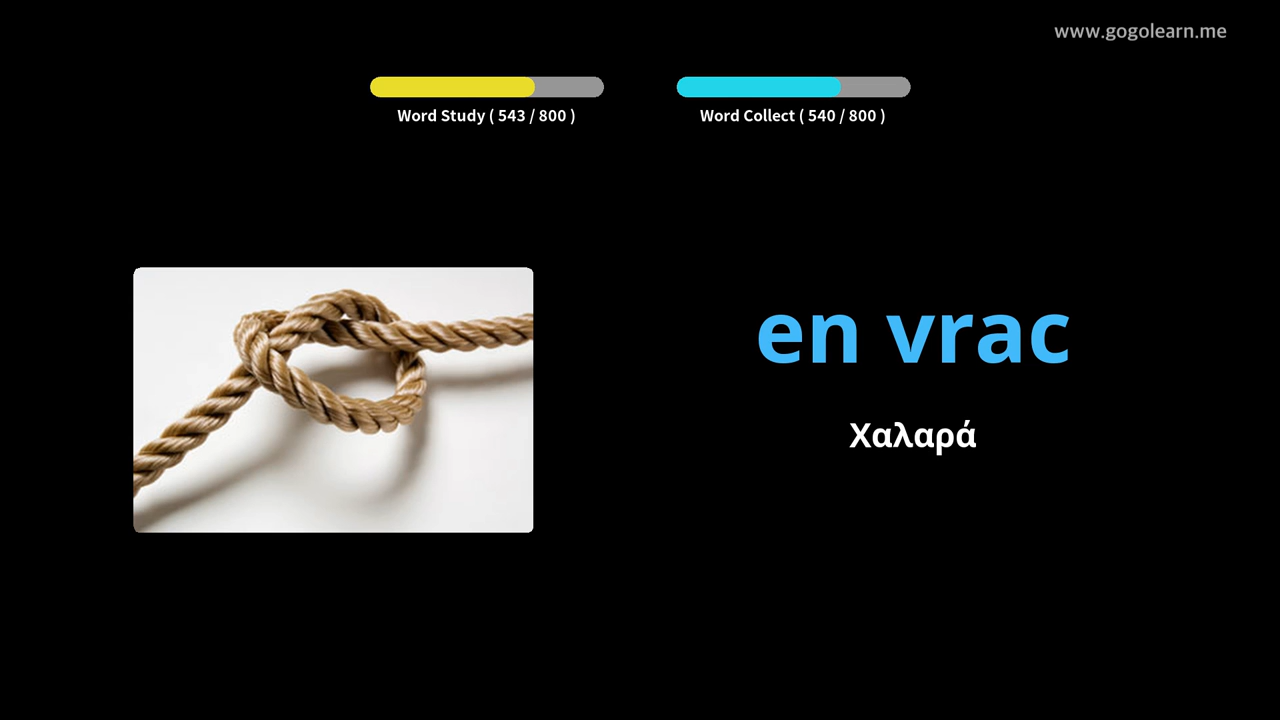 www.gogolearn.me
Word Study ( 543 / 800 )
Word Collect ( 540 / 800 )
en vrac
Χαλαρά